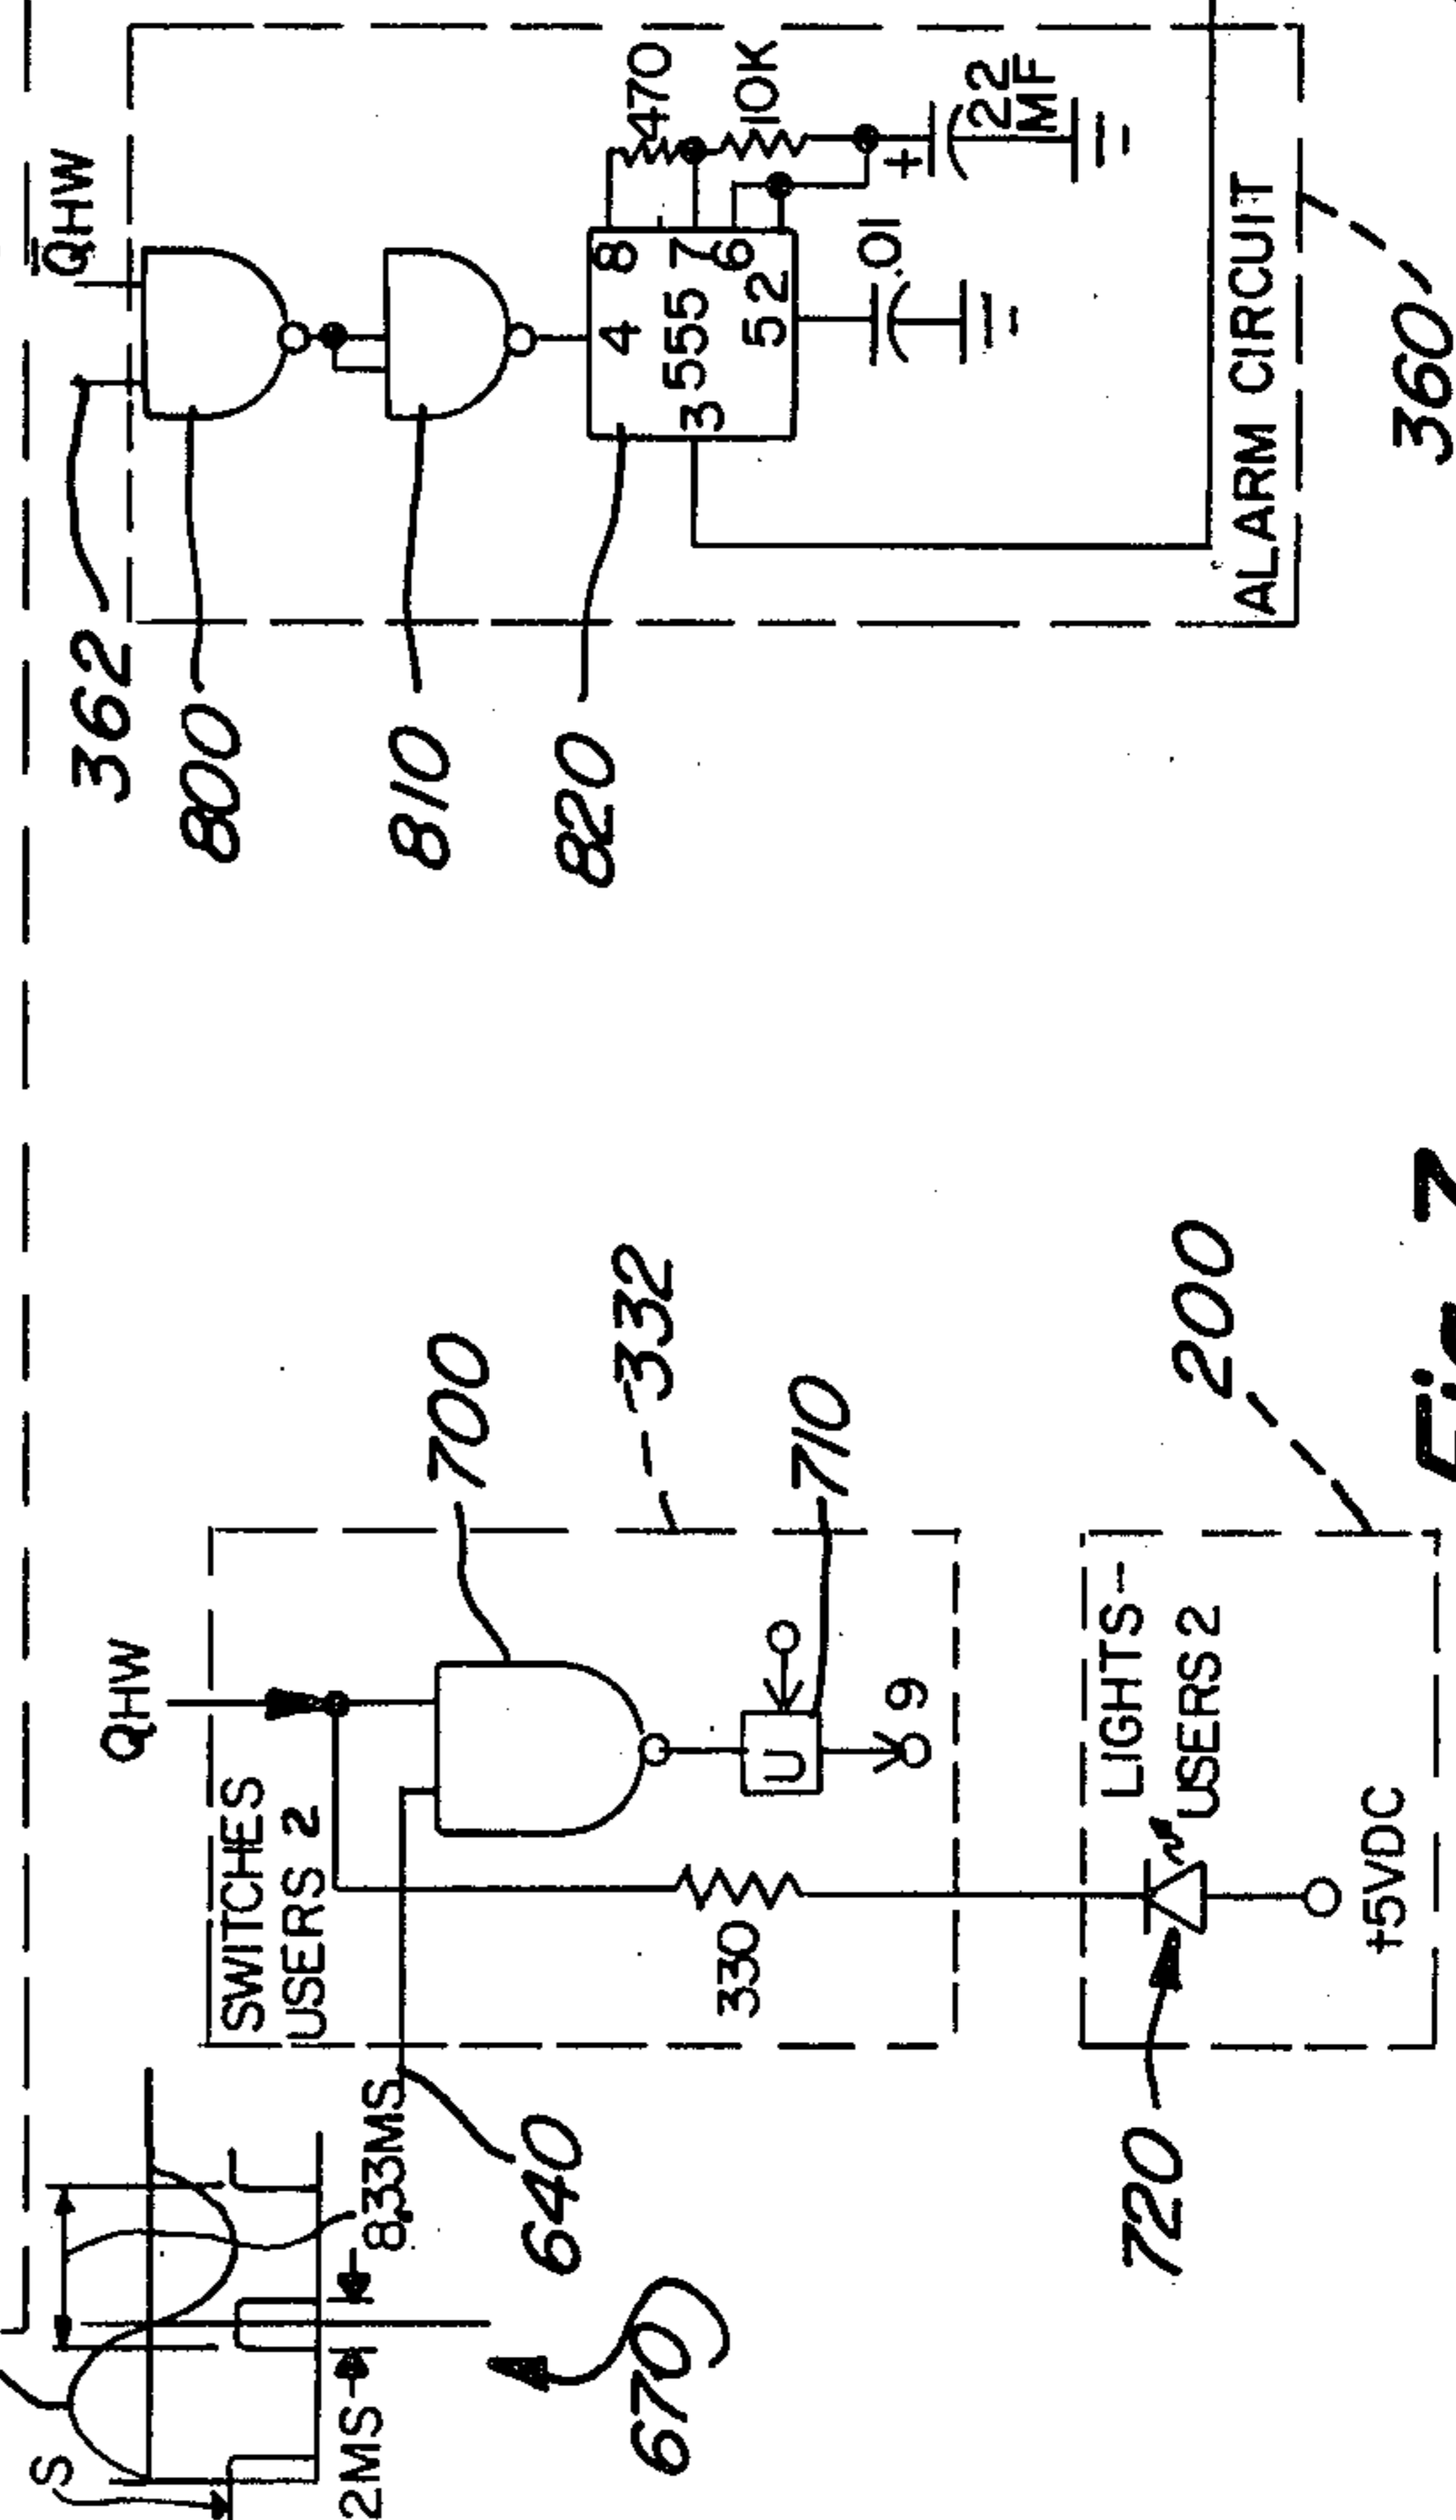 S
2MS
8.33MS
670
640
SWITCHES
USERS 2
QHW
700
332
U
710
9
330
LIGHTS--
USERS 2
+5VDC
720
200
362
Q̄HW
800
810
820
4 8
3 555 7
6
5 2
470
10K
+
22
MF
.01
ALARM CIRCUIT
360